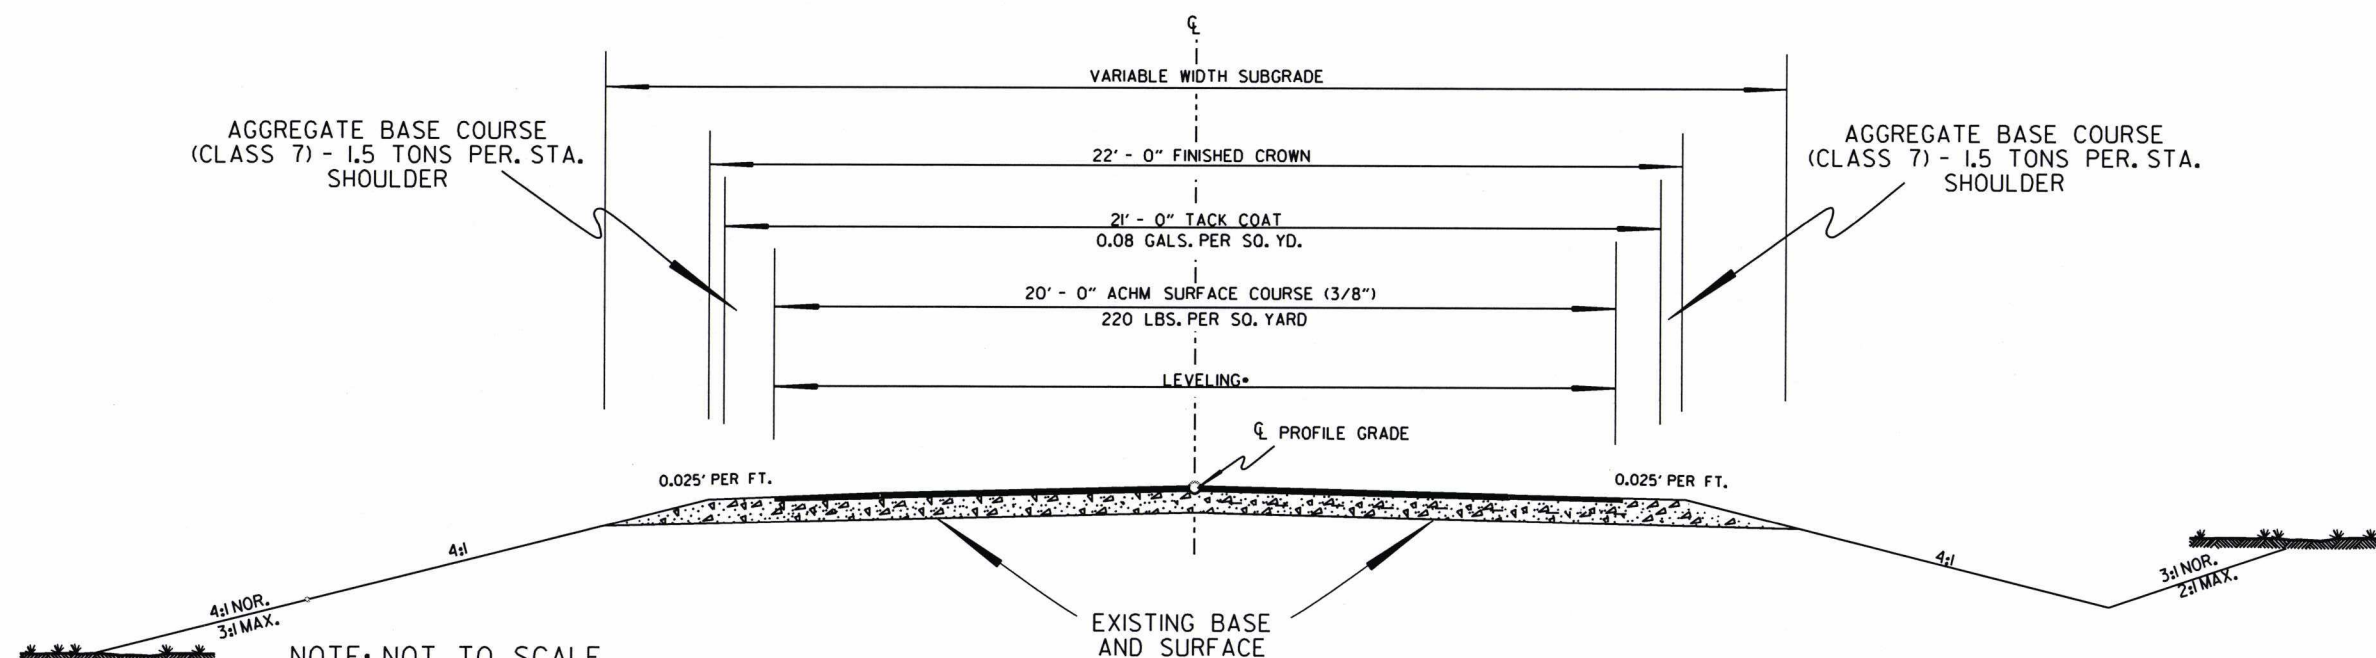 ℄
VARIABLE WIDTH SUBGRADE
AGGREGATE BASE COURSE
(CLASS 7) - 1.5 TONS PER. STA.
SHOULDER
AGGREGATE BASE COURSE
(CLASS 7) - 1.5 TONS PER. STA.
SHOULDER
22' - 0" FINISHED CROWN
21' - 0" TACK COAT
0.08 GALS. PER SQ. YD.
20' - 0" ACHM SURFACE COURSE (3/8")
220 LBS. PER SQ. YARD
LEVELING•
℄ PROFILE GRADE
0.025' PER FT.
0.025' PER FT.
4:1
4:1
4:1 NOR.
3:1 MAX.
3:1 NOR.
2:1 MAX.
EXISTING BASE
AND SURFACE
NOTE: NOT TO SCALE